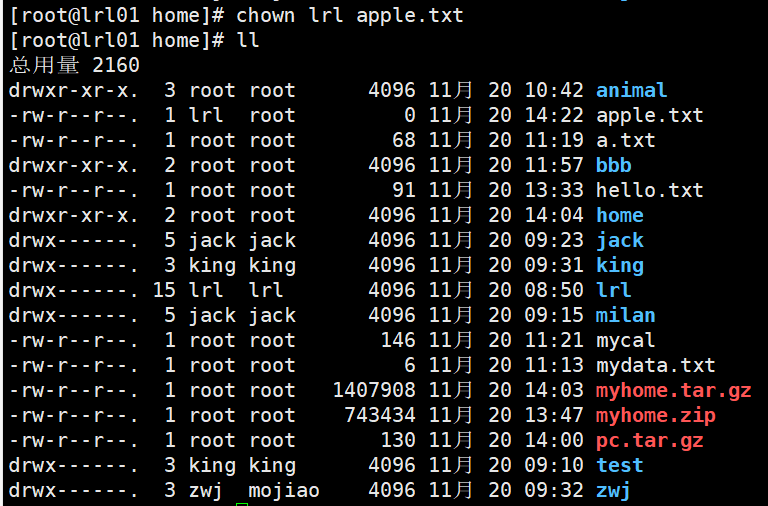 [root@lrl01 home]# chown lrl apple.txt
[root@lrl01 home]# ll
总用量 2160
drwxr-xr-x.  3 root root      4096 11月 20 10:42 animal
-rw-r--r--.  1 lrl  root         0 11月 20 14:22 apple.txt
-rw-r--r--.  1 root root        68 11月 20 11:19 a.txt
drwxr-xr-x.  2 root root      4096 11月 20 11:57 bbb
-rw-r--r--.  1 root root        91 11月 20 13:33 hello.txt
drwxr-xr-x.  2 root root      4096 11月 20 14:04 home
drwx------.  5 jack jack      4096 11月 20 09:23 jack
drwx------.  3 king king      4096 11月 20 09:31 king
drwx------. 15 lrl  lrl       4096 11月 20 08:50 lrl
drwx------.  5 jack jack      4096 11月 20 09:15 milan
-rw-r--r--.  1 root root       146 11月 20 11:21 mycal
-rw-r--r--.  1 root root         6 11月 20 11:13 mydata.txt
-rw-r--r--.  1 root root   1407908 11月 20 14:03 myhome.tar.gz
-rw-r--r--.  1 root root    743434 11月 20 13:47 myhome.zip
-rw-r--r--.  1 root root       130 11月 20 14:00 pc.tar.gz
drwx------.  3 king king      4096 11月 20 09:10 test
drwx------.  3 zwj  mojiao    4096 11月 20 09:32 zwj